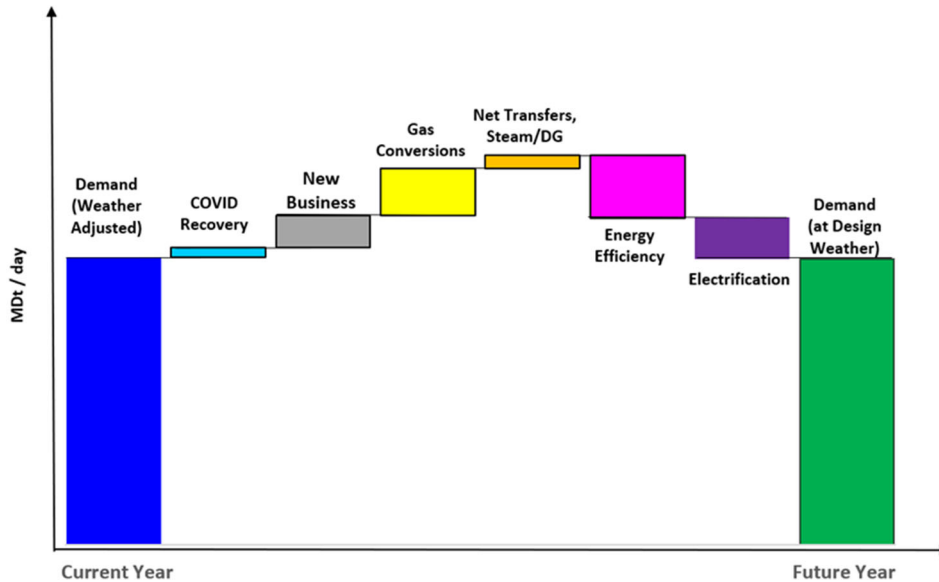 MDt / day
Demand
(Weather
Adjusted)
COVID
Recovery
New
Business
Gas
Conversions
Net Transfers,
Steam/DG
Energy
Efficiency
Electrification
Demand
(at Design
Weather)
Current Year
Future Year